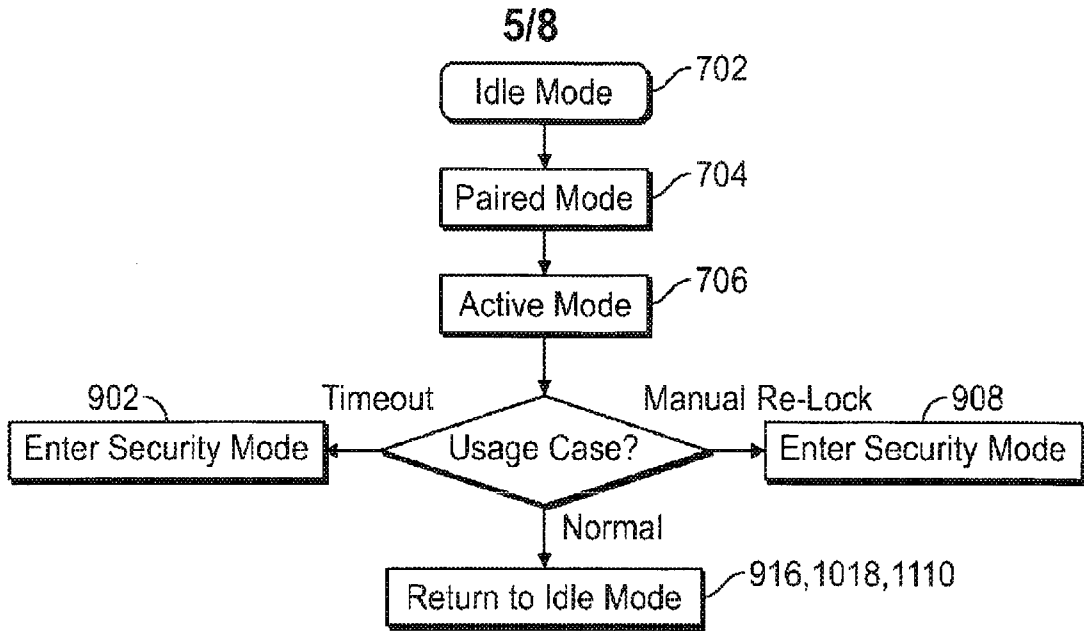 5/8
Idle Mode
702
Paired Mode
704
Active Mode
706
902
Timeout
Manual Re-Lock
908
Enter Security Mode
Usage Case?
Enter Security Mode
Normal
Return to Idle Mode
916,1018,1110